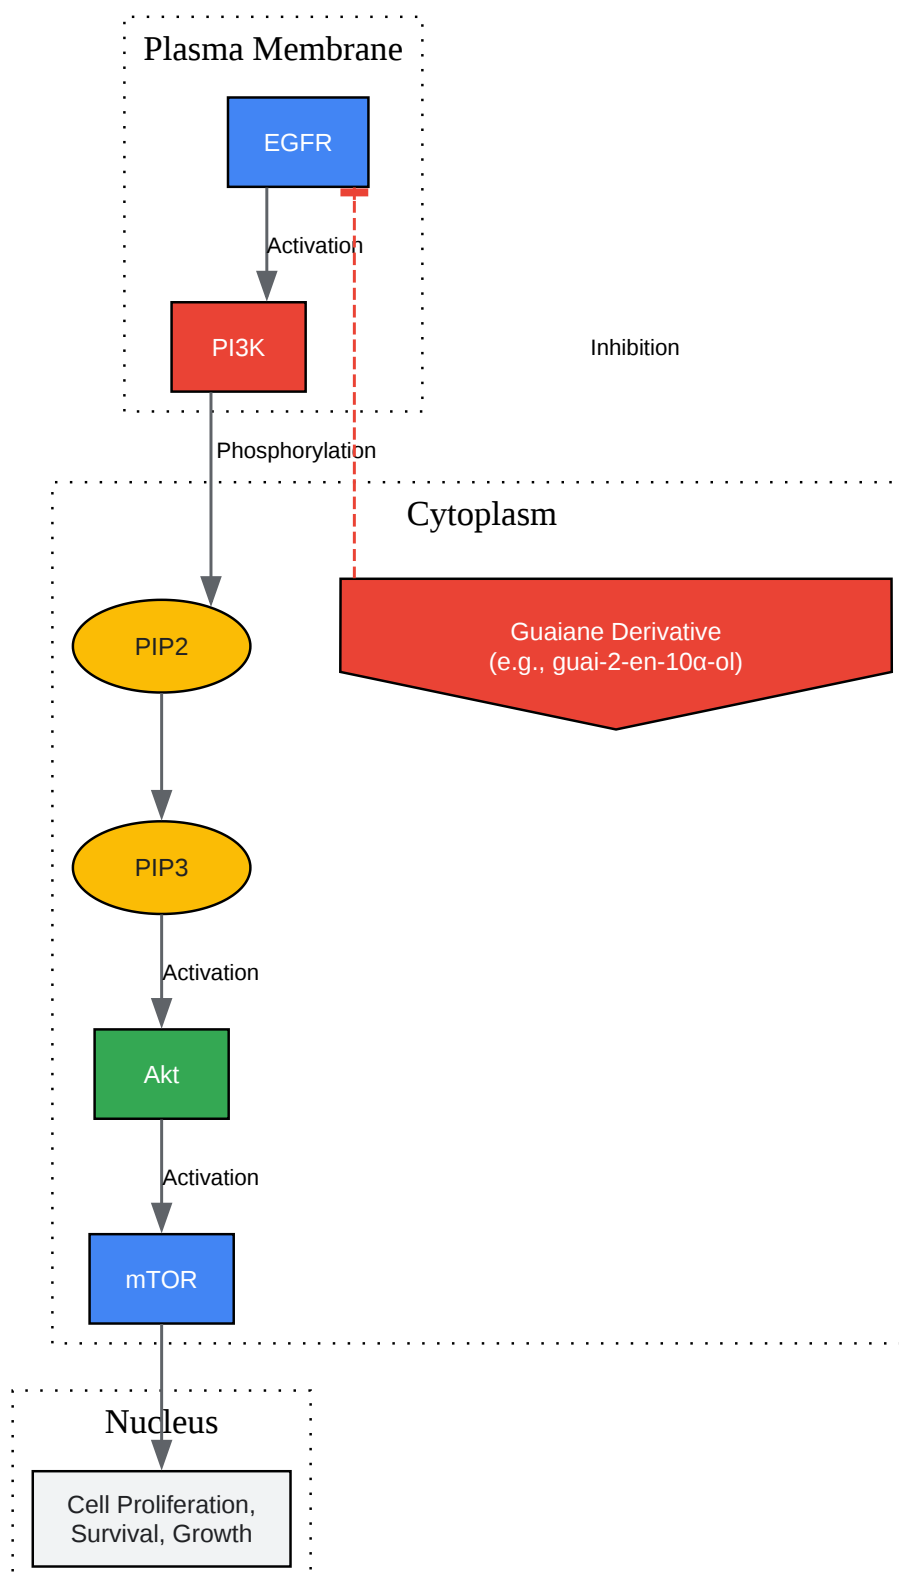 Plasma Membrane
EGFR
Activation
PI3K
Inhibition
Phosphorylation
Cytoplasm
Guaiane Derivative
(e.g., guai-2-en-10α-ol)
PIP2
PIP3
Activation
Akt
Activation
mTOR
Nucleus
Cell Proliferation,
Survival, Growth